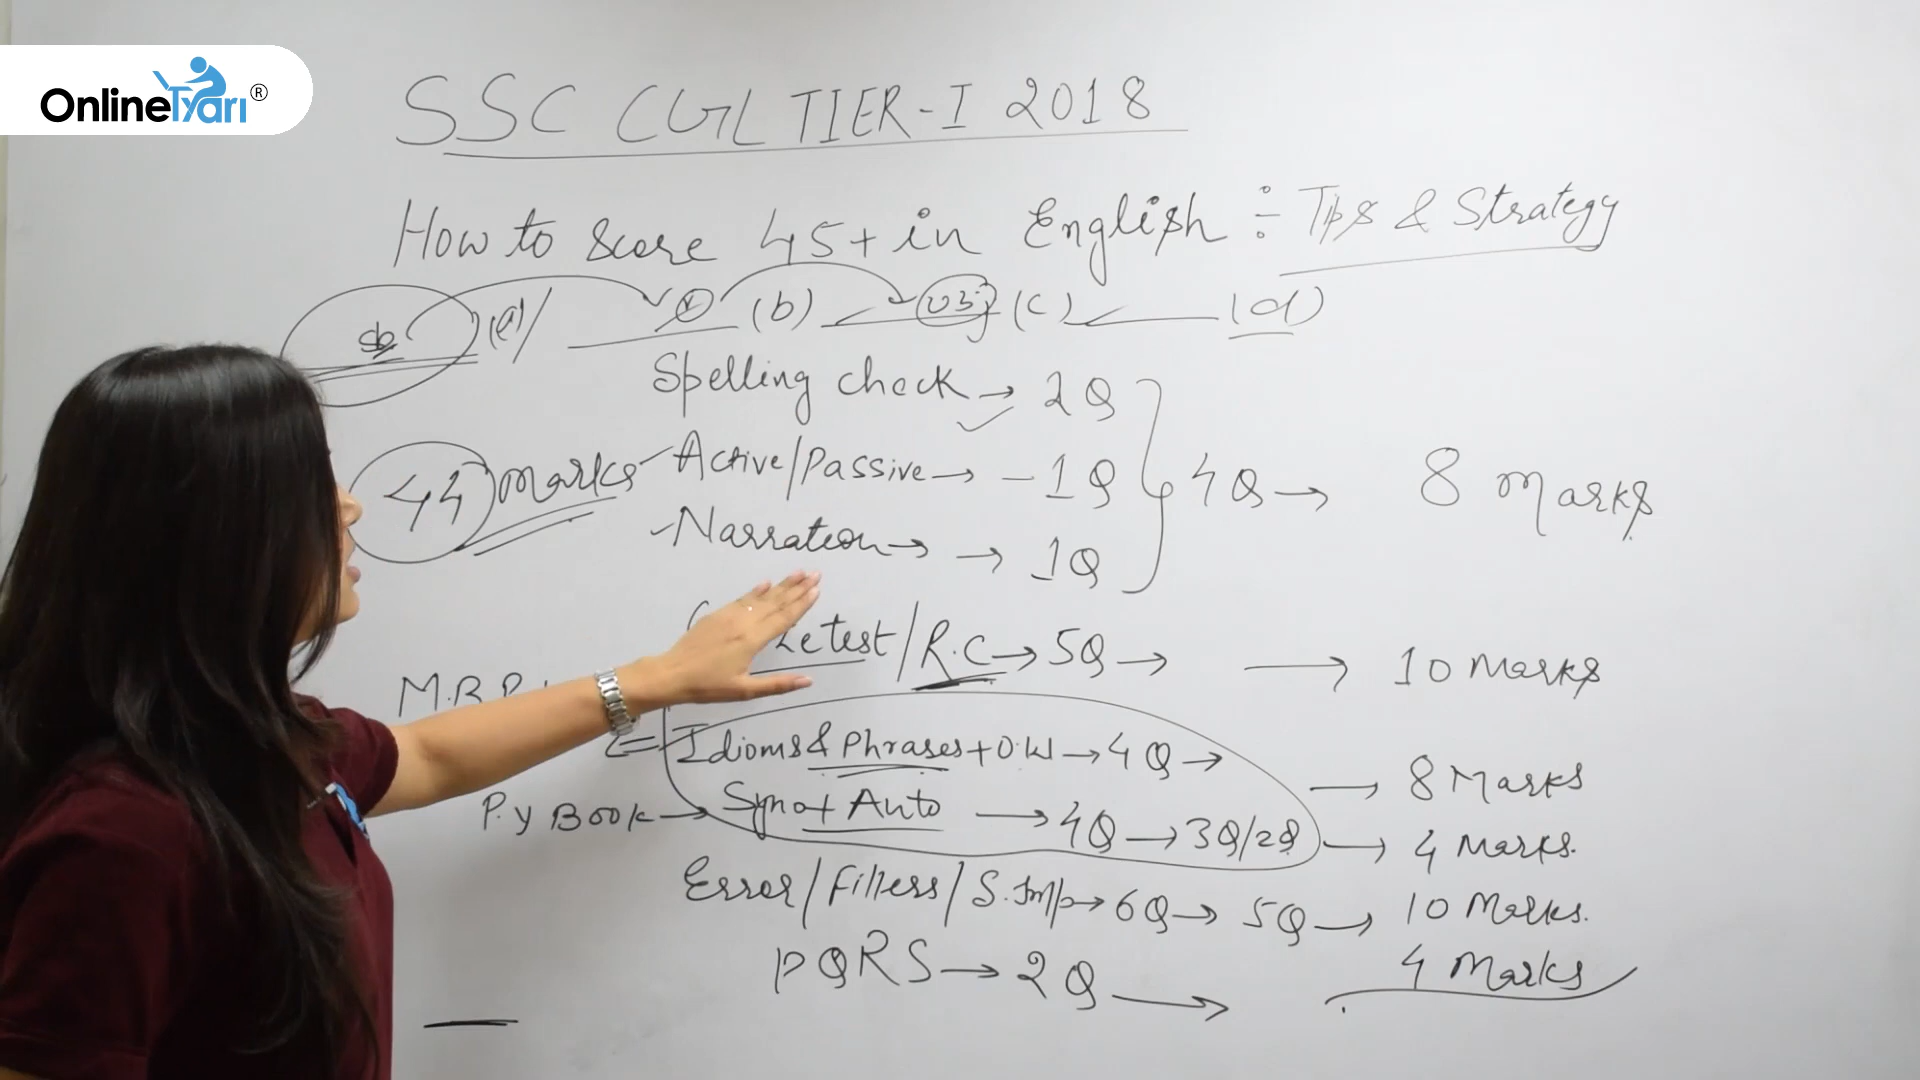 OnlineTyari®
SSC CGL TIER-I 2018
How to score 45+ in English ÷ Tips & Strategy
(a)/ (b) (c) (d)
Spelling check → 2Q
44 marks
Active/Passive → - 1Q
4Q → 8 Marks
Narration → → 1Q
test/R.C → 5Q → → 10 Marks
Idioms & Phrases + O.W → 4Q → → 8 Marks
P.Y Book → Syno + Anto → 4Q → 3Q/2Q → 4 Marks.
Error/Fillers/S.Imp → 6Q → 5Q → 10 Marks.
PQRS → 2Q → 4 Marks